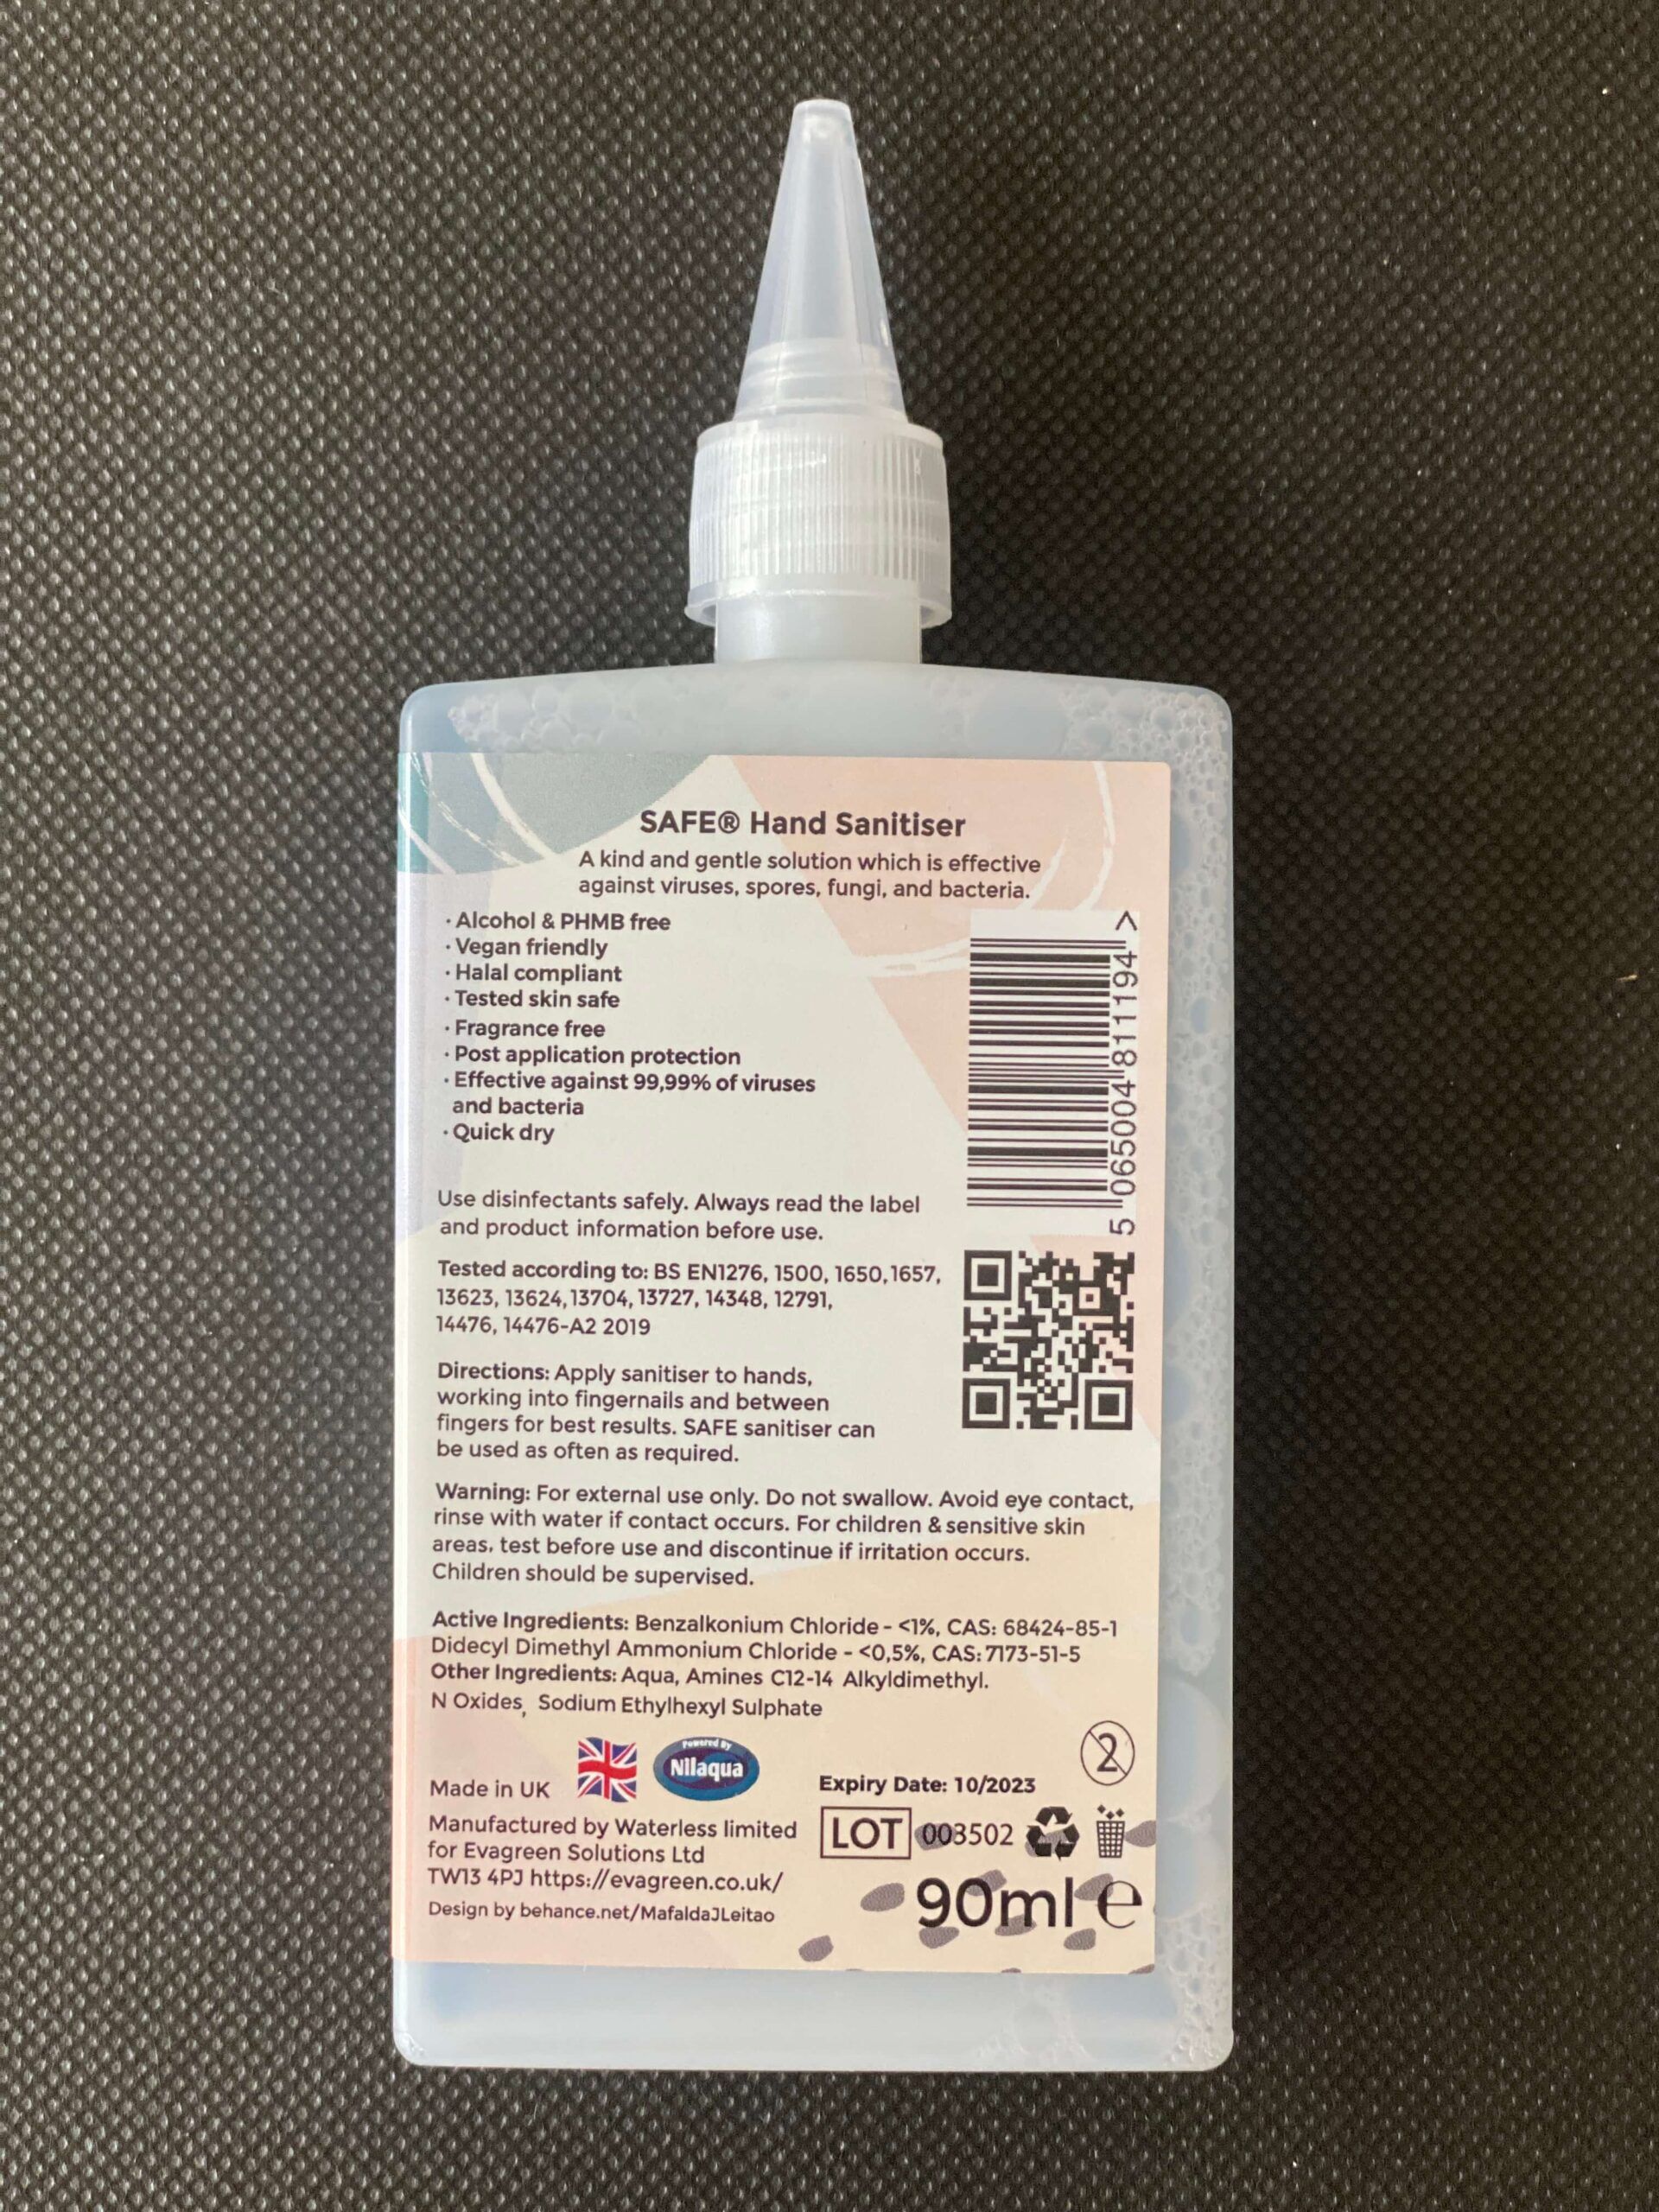 SAFE® Hand Sanitiser
A kind and gentle solution which is effective
against viruses, spores, fungi, and bacteria.
· Alcohol & PHMB free
· Vegan friendly
· Halal compliant
· Tested skin safe
· Fragrance free
· Post application protection
· Effective against 99,99% of viruses
and bacteria
· Quick dry
5 065004 811194 >
Use disinfectants safely. Always read the label
and product information before use.
Tested according to: BS EN1276, 1500, 1650, 1657,
13623, 13624, 13704, 13727, 14348, 12791,
14476, 14476-A2 2019
Directions: Apply sanitiser to hands,
working into fingernails and between
fingers for best results. SAFE sanitiser can
be used as often as required.
Warning: For external use only. Do not swallow. Avoid eye contact,
rinse with water if contact occurs. For children & sensitive skin
areas, test before use and discontinue if irritation occurs.
Children should be supervised.
Active Ingredients: Benzalkonium Chloride - <1%, CAS: 68424-85-1
Didecyl Dimethyl Ammonium Chloride - <0,5%, CAS: 7173-51-5
Other Ingredients: Aqua, Amines C12-14 Alkyldimethyl.
N Oxides, Sodium Ethylhexyl Sulphate
Made in UK
Powered By
Nilaqua
Expiry Date: 10/2023
2
Manufactured by Waterless limited
for Evagreen Solutions Ltd
TW13 4PJ https://evagreen.co.uk/
Design by behance.net/MafaldaJLeitao
LOT 003502
90ml e